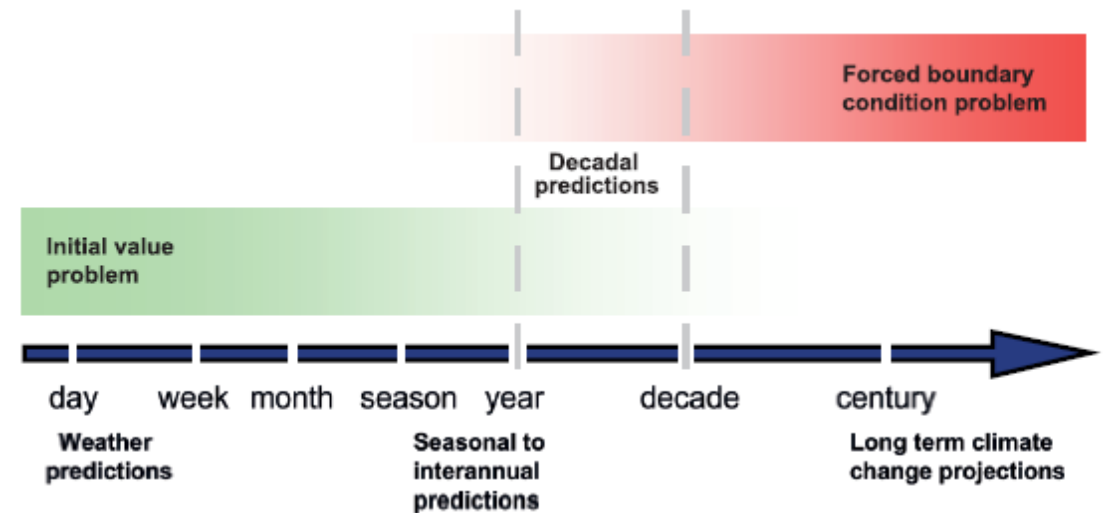 Forced boundary
condition problem
Decadal
predictions
Initial value
problem
day week month season year decade century
Weather
predictions
Seasonal to
interannual
predictions
Long term climate
change projections